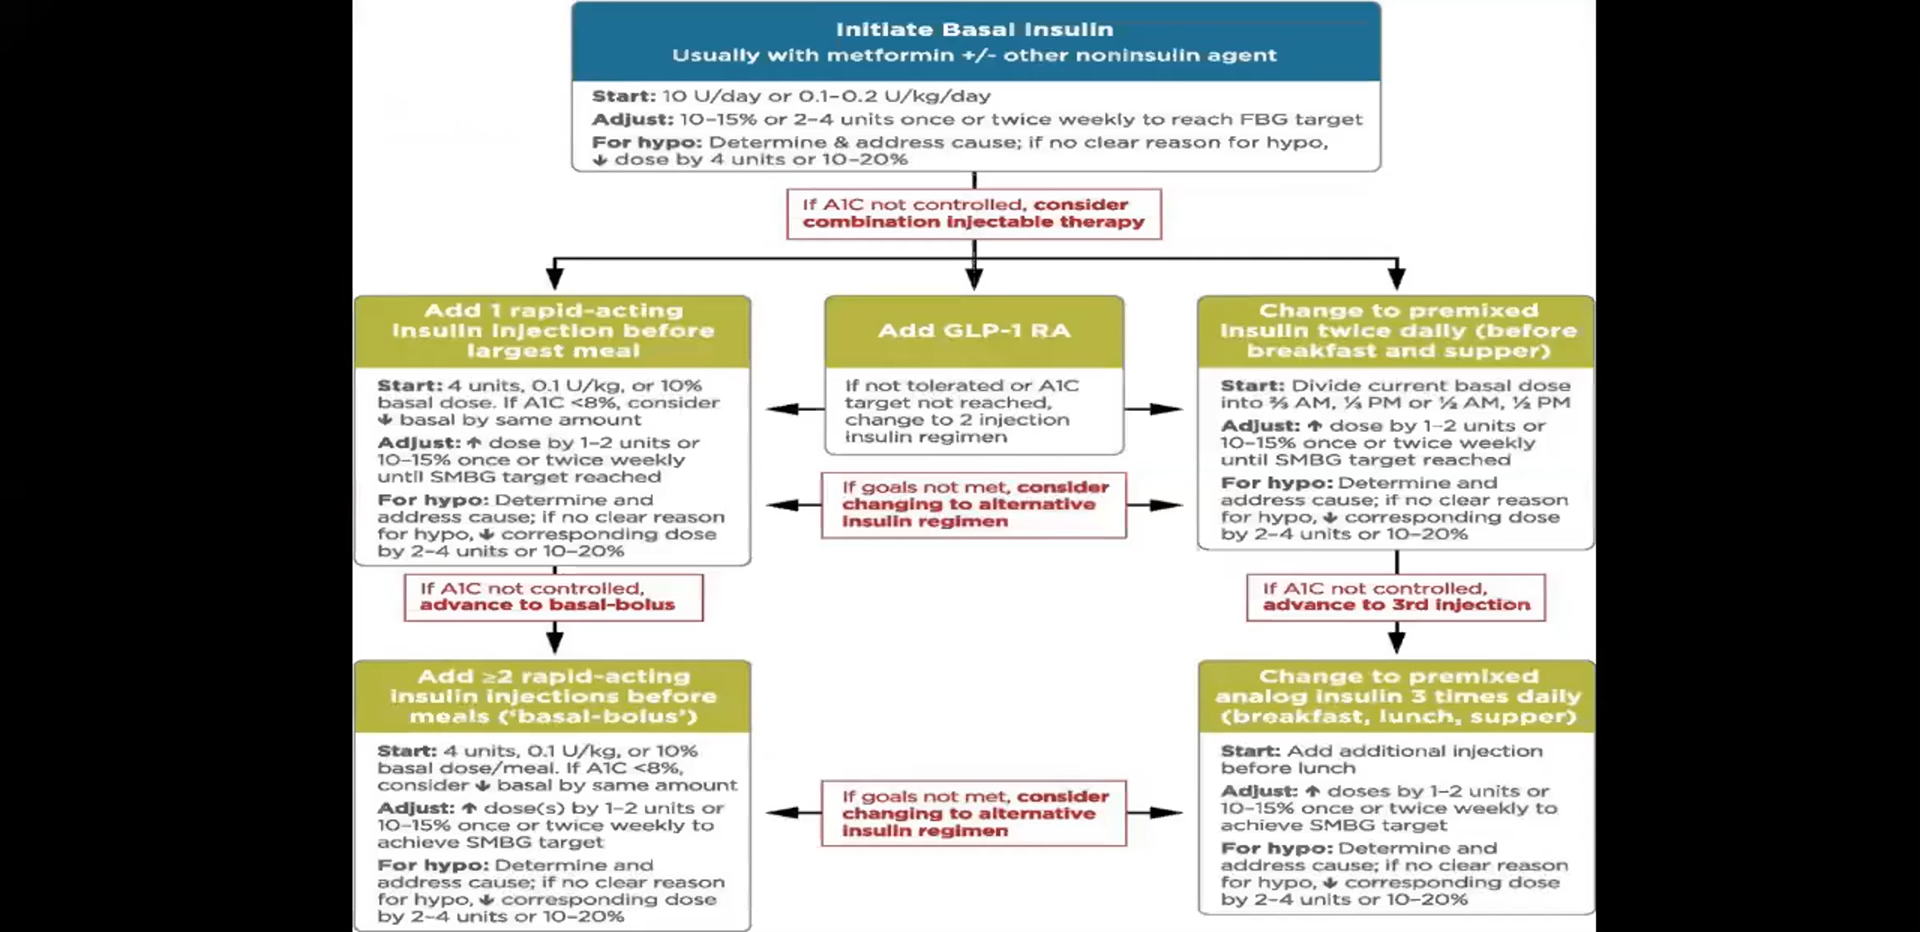 Initiate Basal Insulin
Usually with metformin +/- other noninsulin agent
Start: 10 U/day or 0.1-0.2 U/kg/day
Adjust: 10-15% or 2-4 units once or twice weekly to reach FBG target
For hypo: Determine & address cause; if no clear reason for hypo,
↓ dose by 4 units or 10-20%
If A1C not controlled, consider
combination injectable therapy
Add 1 rapid-acting
insulin injection before
largest meal
Start: 4 units, 0.1 U/kg, or 10%
basal dose. If A1C <8%, consider
↓ basal by same amount
Adjust: ↑ dose by 1-2 units or
10-15% once or twice weekly
until SMBG target reached
For hypo: Determine and
address cause; if no clear reason
for hypo, ↓ corresponding dose
by 2-4 units or 10-20%
Add GLP-1 RA
If not tolerated or A1C
target not reached,
change to 2 injection
insulin regimen
Change to premixed
insulin twice daily (before
breakfast and supper)
Start: Divide current basal dose
into ⅔ AM, ⅓ PM or ½ AM, ½ PM
Adjust: ↑ dose by 1-2 units or
10-15% once or twice weekly
until SMBG target reached
For hypo: Determine and
address cause; if no clear reason
for hypo, ↓ corresponding dose
by 2-4 units or 10-20%
If goals not met, consider
changing to alternative
insulin regimen
If A1C not controlled,
advance to basal-bolus
If A1C not controlled,
advance to 3rd injection
Add ≥2 rapid-acting
insulin injections before
meals ('basal-bolus')
Start: 4 units, 0.1 U/kg, or 10%
basal dose/meal. If A1C <8%,
consider ↓ basal by same amount
Adjust: ↑ dose(s) by 1-2 units or
10-15% once or twice weekly to
achieve SMBG target
For hypo: Determine and
address cause; if no clear reason
for hypo, ↓ corresponding dose
by 2-4 units or 10-20%
If goals not met, consider
changing to alternative
insulin regimen
Change to premixed
analog insulin 3 times daily
(breakfast, lunch, supper)
Start: Add additional injection
before lunch
Adjust: ↑ doses by 1-2 units or
10-15% once or twice weekly to
achieve SMBG target
For hypo: Determine and
address cause; if no clear reason
for hypo, ↓ corresponding dose
by 2-4 units or 10-20%